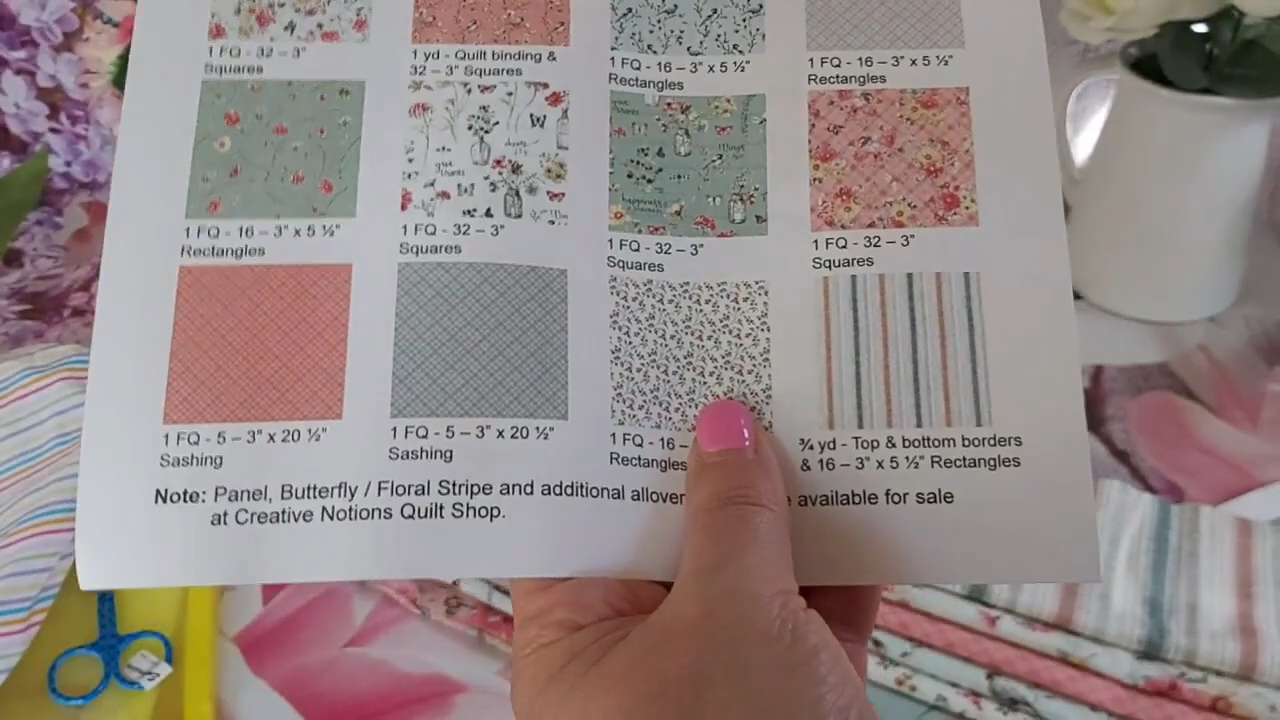 1 FQ - 32 – 3"
Squares
1 yd - Quilt binding &
32 – 3" Squares
1 FQ - 16 – 3" x 5 ½"
Rectangles
1 FQ - 16 – 3" x 5 ½"
Rectangles
1 FQ - 16 – 3" x 5 ½"
Rectangles
give
thanks
1 FQ - 32 – 3"
Squares
give
thanks
happiness
1 FQ - 32 – 3"
Squares
1 FQ - 32 – 3"
Squares
1 FQ - 5 – 3" x 20 ½"
Sashing
1 FQ - 5 – 3" x 20 ½"
Sashing
1 FQ - 16 –
Rectangles
¾ yd - Top & bottom borders
& 16 – 3" x 5 ½" Rectangles
Note: Panel, Butterfly / Floral Stripe and additional allover available for sale
at Creative Notions Quilt Shop.